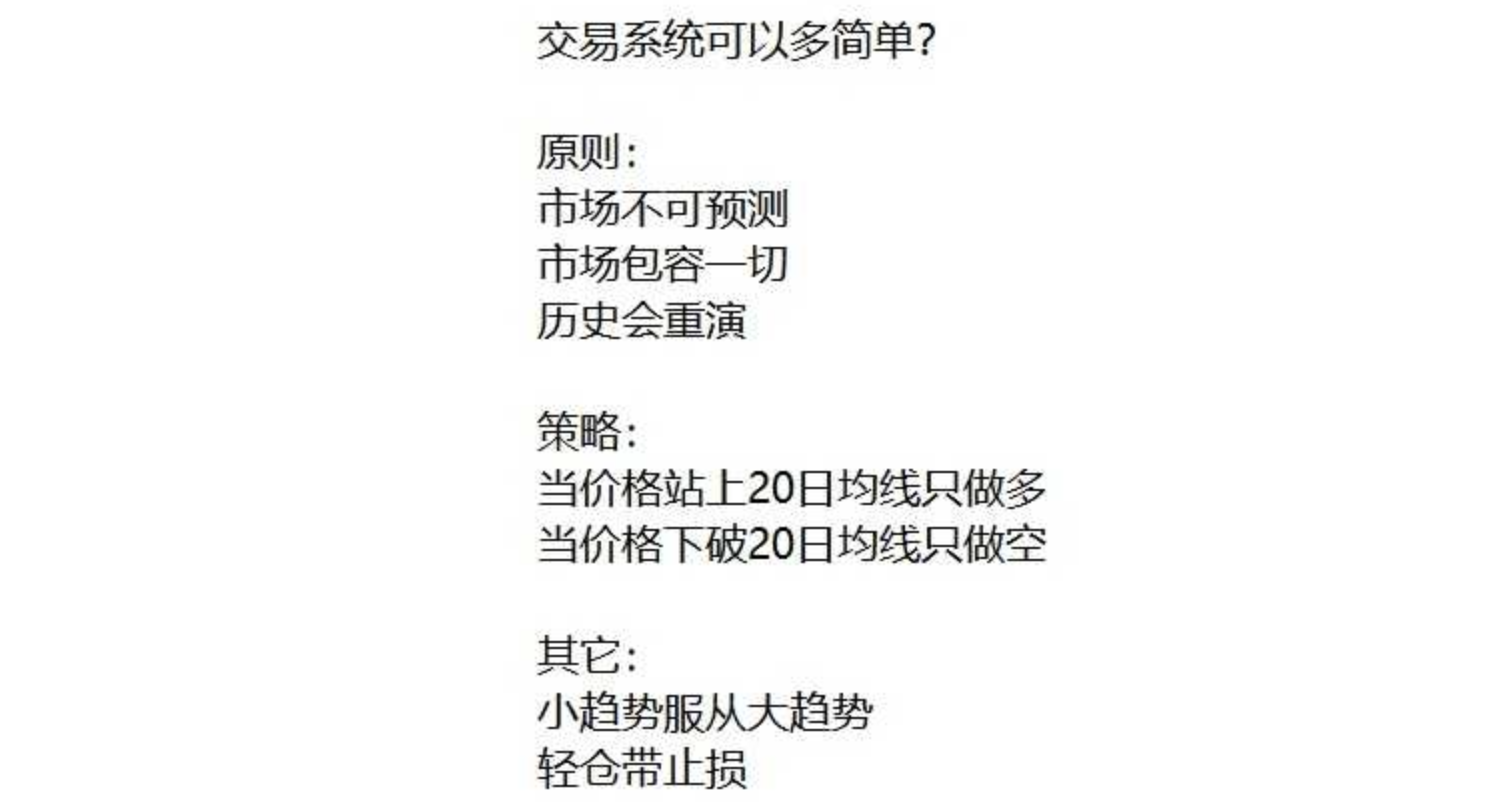 交易系统可以多简单？
原则：
市场不可预测
市场包容一切
历史会重演
策略：
当价格站上20日均线只做多
当价格下破20日均线只做空
其它：
小趋势服从大趋势
轻仓带止损